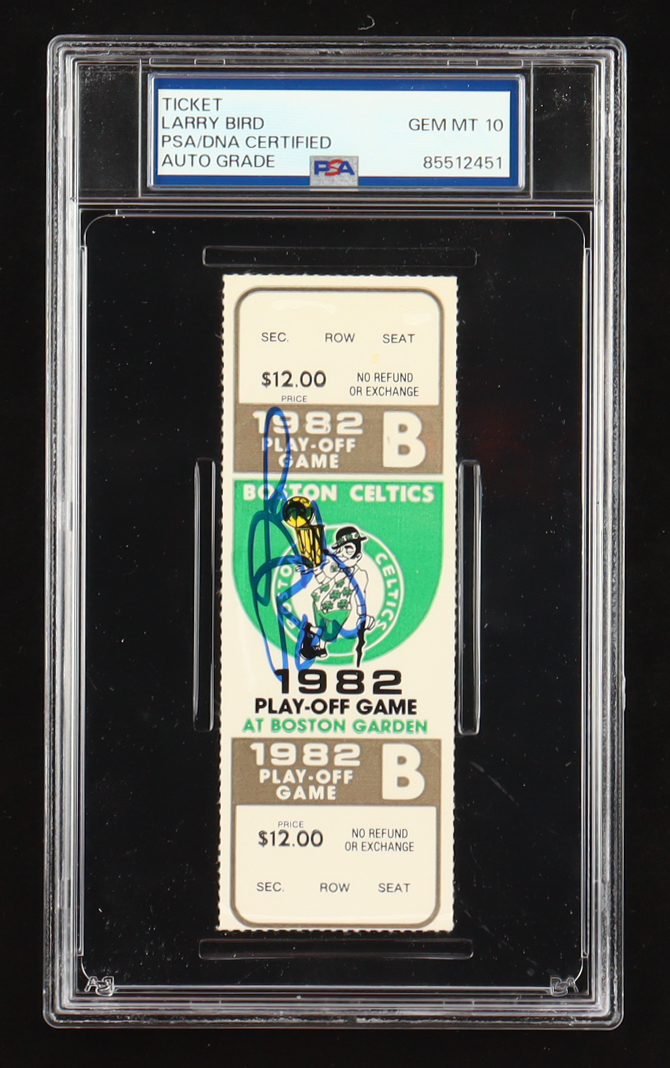 TICKET
LARRY BIRD GEM MT 10
PSA/DNA CERTIFIED
AUTO GRADE PSA 85512451
SEC. ROW SEAT
$12.00 NO REFUND
PRICE OR EXCHANGE
1982 B
PLAY-OFF
GAME
BOSTON CELTICS
BOSTON CELTICS
1982
PLAY-OFF GAME
AT BOSTON GARDEN
1982 B
PLAY-OFF
GAME
PRICE
$12.00 NO REFUND
OR EXCHANGE
SEC. ROW SEAT